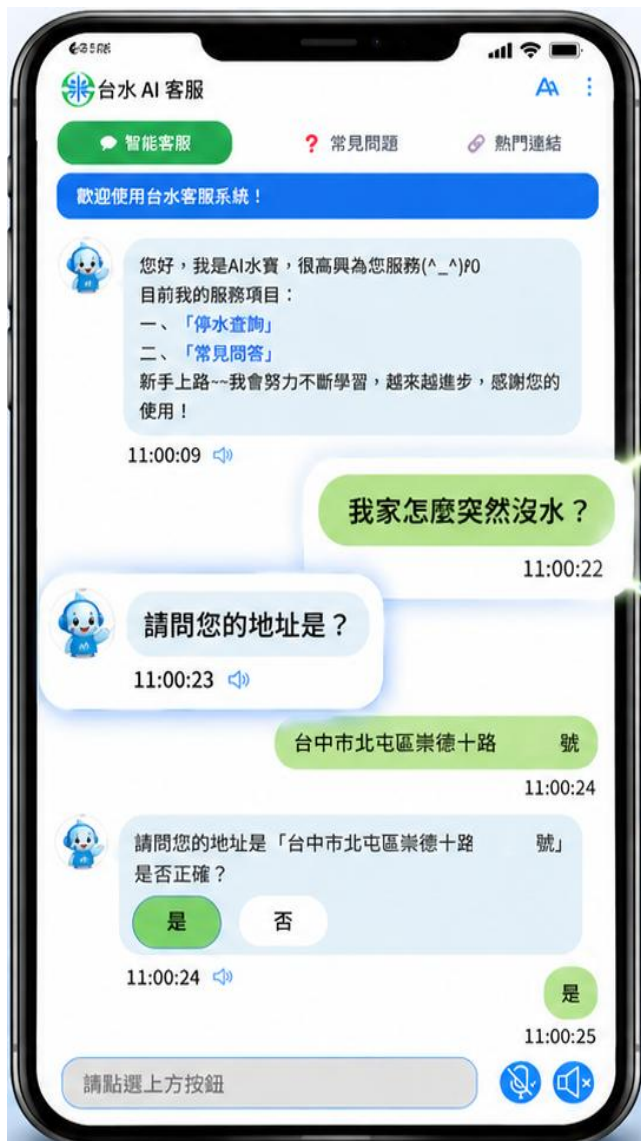 台水 AI 客服
智能客服
常見問題
熱門連結
歡迎使用台水客服系統！
您好，我是AI水寶，很高興為您服務(^_^)
目前我的服務項目：
一、「停水查詢」
二、「常見問答」
新手上路~~我會努力不斷學習，越來越進步，感謝您的
使用！
11:00:09
我家怎麼突然沒水？
11:00:22
請問您的地址是？
11:00:23
台中市北屯區崇德十路 號
11:00:24
請問您的地址是「台中市北屯區崇德十路 號」
是否正確？
是
否
11:00:24
是
11:00:25
請點選上方按鈕